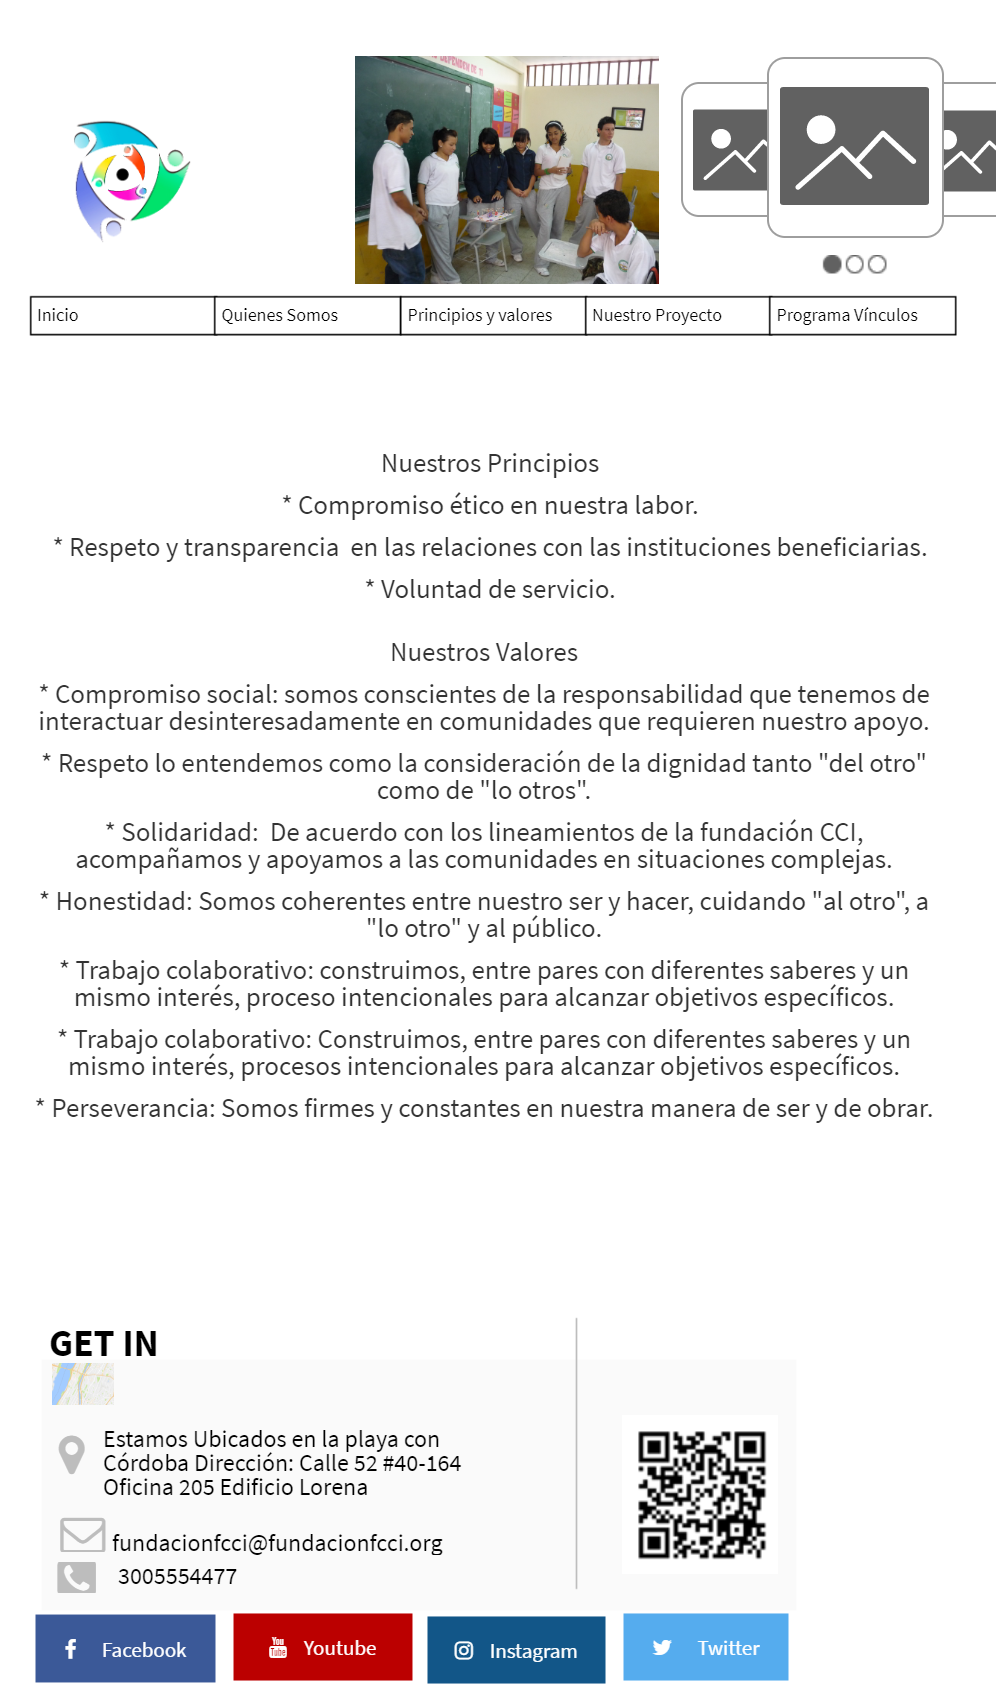 Inicio
Quienes Somos
Principios y valores
Nuestro Proyecto
Programa Vínculos
Nuestros Principios
* Compromiso ético en nuestra labor.
* Respeto y transparencia  en las relaciones con las instituciones beneficiarias.
* Voluntad de servicio.
Nuestros Valores
* Compromiso social: somos conscientes de la responsabilidad que tenemos de
interactuar desinteresadamente en comunidades que requieren nuestro apoyo.
* Respeto lo entendemos como la consideración de la dignidad tanto "del otro"
como de "lo otros".
* Solidaridad:  De acuerdo con los lineamientos de la fundación CCI,
acompañamos y apoyamos a las comunidades en situaciones complejas.
* Honestidad: Somos coherentes entre nuestro ser y hacer, cuidando "al otro", a
"lo otro" y al público.
* Trabajo colaborativo: construimos, entre pares con diferentes saberes y un
mismo interés, proceso intencionales para alcanzar objetivos específicos.
* Trabajo colaborativo: Construimos, entre pares con diferentes saberes y un
mismo interés, procesos intencionales para alcanzar objetivos específicos.
* Perseverancia: Somos firmes y constantes en nuestra manera de ser y de obrar.
GET IN
Estamos Ubicados en la playa con
Córdoba Dirección: Calle 52 #40-164
Oficina 205 Edificio Lorena
fundacionfcci@fundacionfcci.org
3005554477
Facebook
You Tube
Youtube
Instagram
Twitter